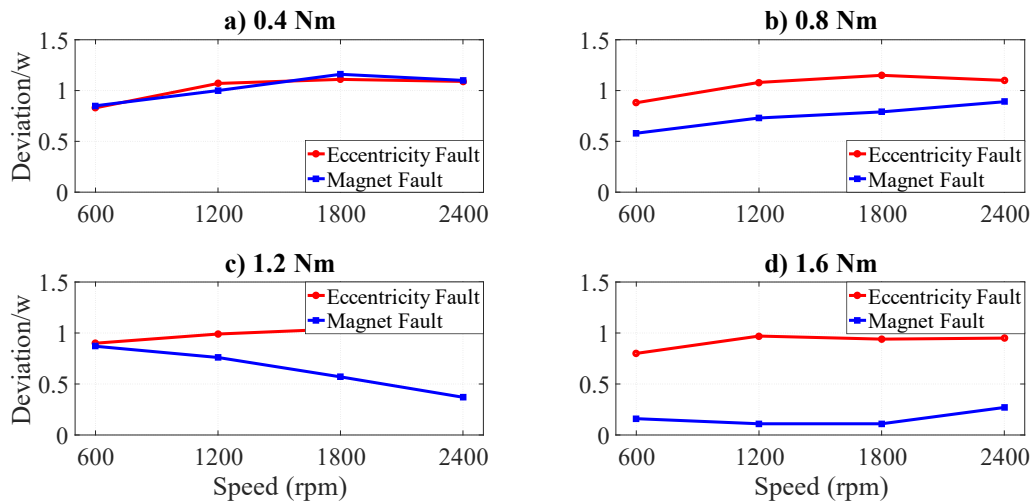 a) 0.4 Nm
Deviation/w
1.5
1
0.5
0
600 1200 1800 2400
Eccentricity Fault
Magnet Fault
b) 0.8 Nm
1.5
1
0.5
0
600 1200 1800 2400
Eccentricity Fault
Magnet Fault
c) 1.2 Nm
Deviation/w
1.5
1
0.5
0
600 1200 1800 2400
Speed (rpm)
Eccentricity Fault
Magnet Fault
d) 1.6 Nm
1.5
1
0.5
0
600 1200 1800 2400
Speed (rpm)
Eccentricity Fault
Magnet Fault